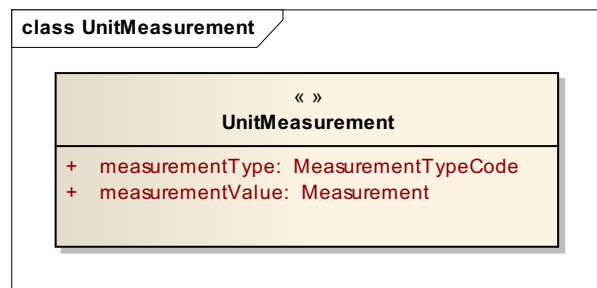 class UnitMeasurement
« »
UnitMeasurement
+ measurementType: MeasurementTypeCode
+ measurementValue: Measurement